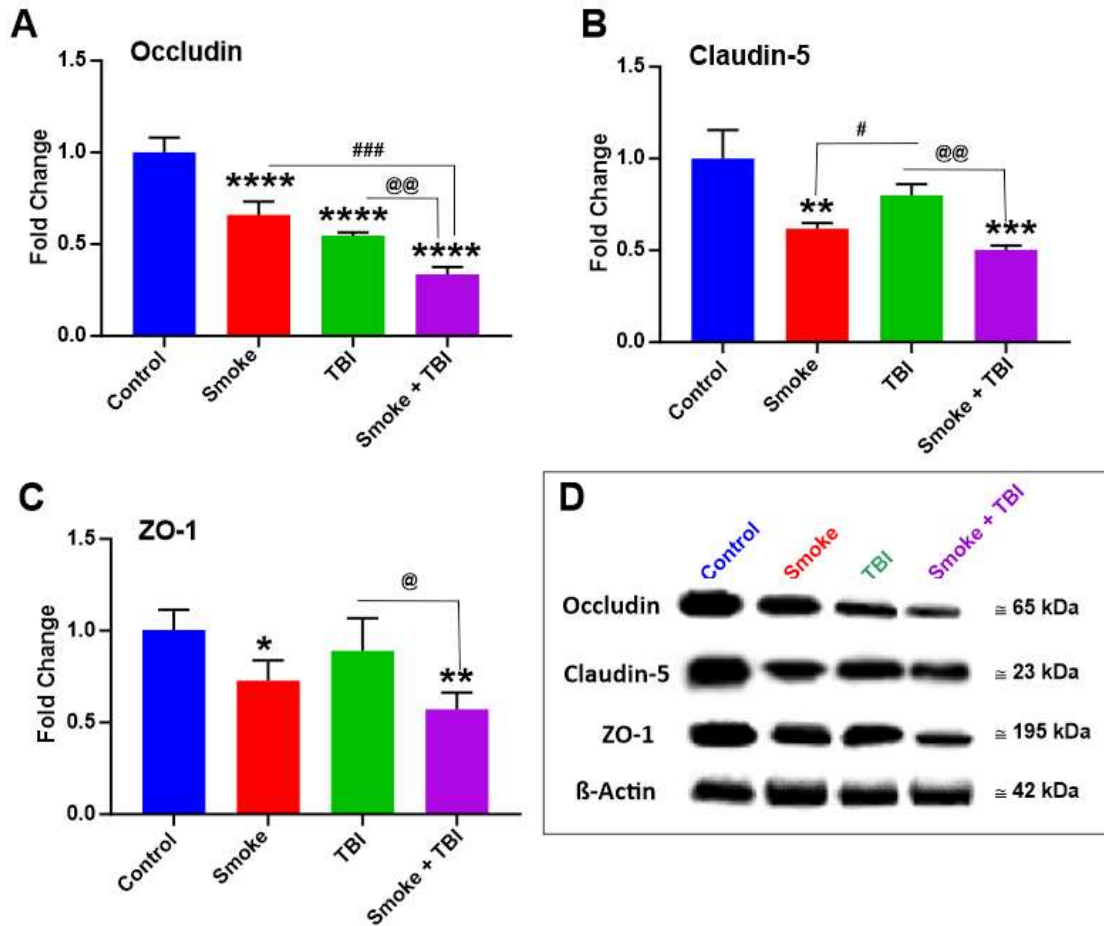 A
Occludin
Fold Change
1.5
1.0
0.5
0.0
****
****
****
###
@@
Control
Smoke
TBI
Smoke + TBI
B
Claudin-5
Fold Change
1.5
1.0
0.5
0.0
**
***
#
@@
Control
Smoke
TBI
Smoke + TBI
C
ZO-1
Fold Change
1.5
1.0
0.5
0.0
*
**
@
Control
Smoke
TBI
Smoke + TBI
D
Control
Smoke
TBI
Smoke + TBI
Occludin ≅ 65 kDa
Claudin-5 ≅ 23 kDa
ZO-1 ≅ 195 kDa
ß-Actin ≅ 42 kDa